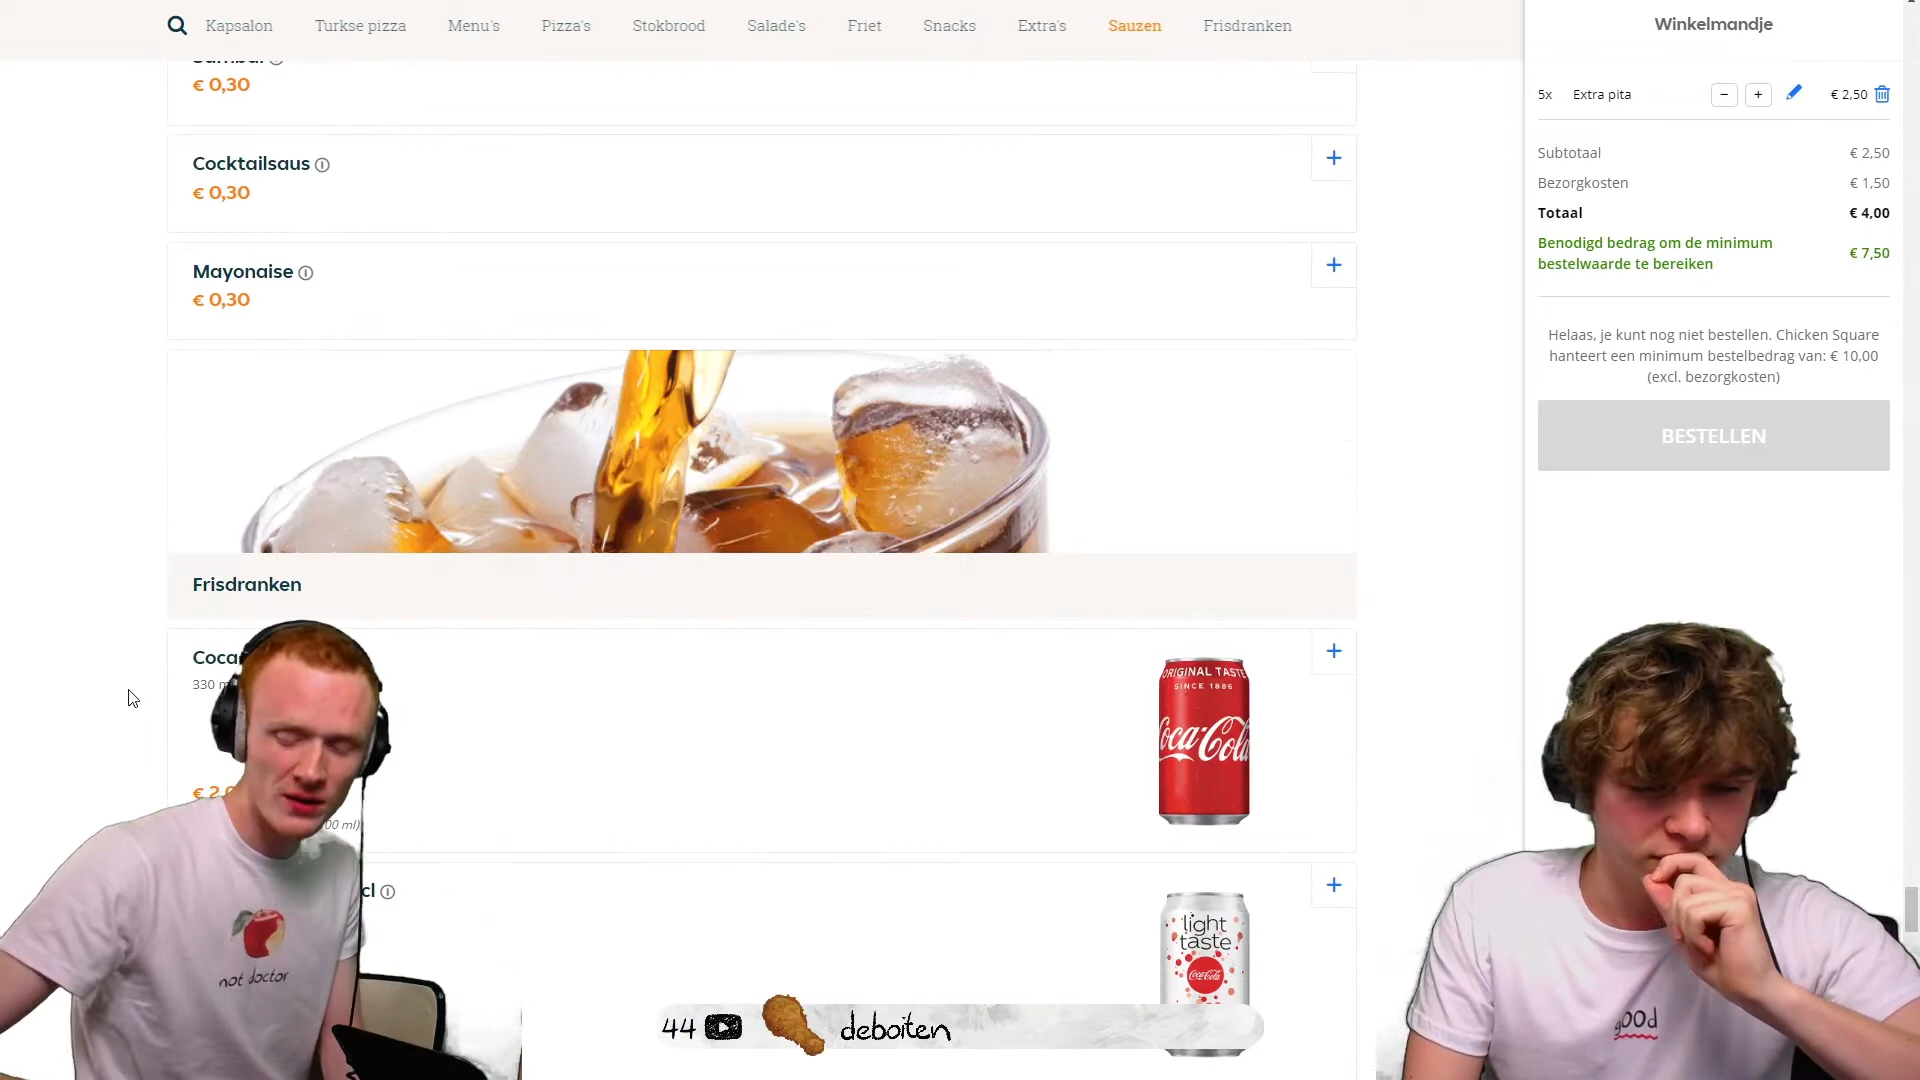 Kapsalon Turkse pizza Menu's Pizza's Stokbrood Salade's Friet Snacks Extra's Sauzen Frisdranken
€ 0,30
Cocktailsaus
€ 0,30
Mayonaise
€ 0,30
Frisdranken
330
ORIGINAL TASTE
SINCE 1886
Coca-Cola
cl
light
taste
Coca-Cola
Winkelmandje
5x Extra pita − + € 2,50
Subtotaal € 2,50
Bezorgkosten € 1,50
Totaal € 4,00
Benodigd bedrag om de minimum
bestelwaarde te bereiken € 7,50
Helaas, je kunt nog niet bestellen. Chicken Square
hanteert een minimum bestelbedrag van: € 10,00
(excl. bezorgkosten)
BESTELLEN
not doctor
good
44 deboiten